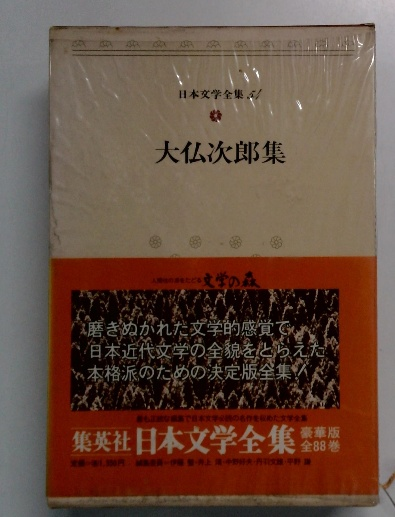 日本文学全集 51
大仏次郎集
文学の森
磨きぬかれた文学的感覚で
日本近代文学の全貌をとらえた
本格派のための決定版全集！
集英社 日本文学全集 豪華版
全88巻